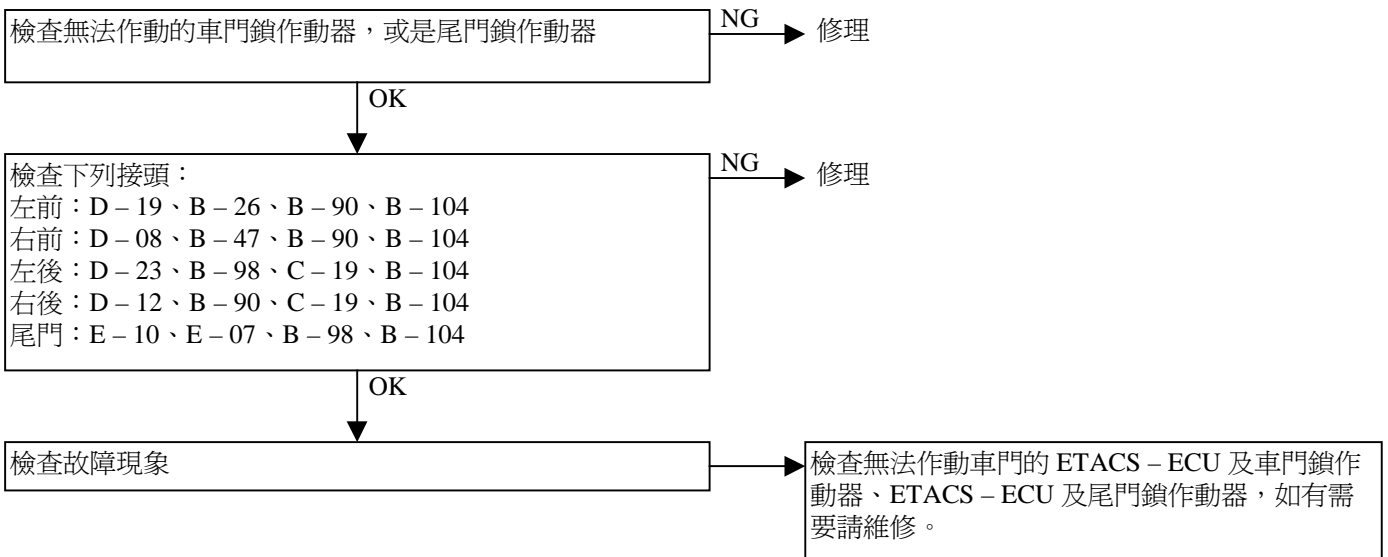 檢查無法作動的車門鎖作動器，或是尾門鎖作動器
NG
修理
OK
檢查下列接頭：
左前：D – 19、B – 26、B – 90、B – 104
右前：D – 08、B – 47、B – 90、B – 104
左後：D – 23、B – 98、C – 19、B – 104
右後：D – 12、B – 90、C – 19、B – 104
尾門：E – 10、E – 07、B – 98、B – 104
NG
修理
OK
檢查故障現象
檢查無法作動車門的 ETACS – ECU 及車門鎖作
動器、ETACS – ECU 及尾門鎖作動器，如有需
要請維修。